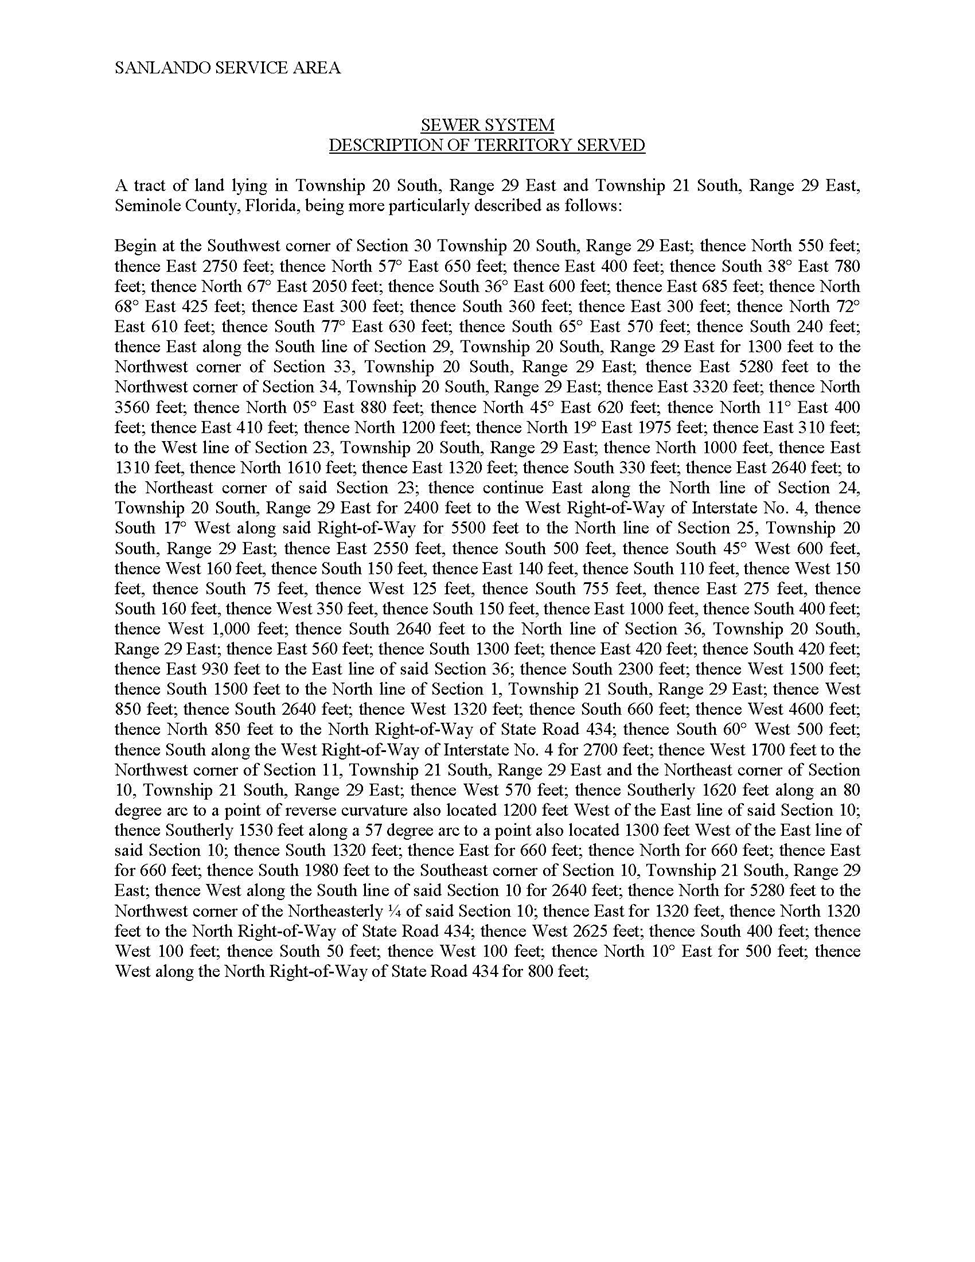 SANLANDO SERVICE AREA
SEWER SYSTEM
DESCRIPTION OF TERRITORY SERVED
A tract of land lying in Township 20 South, Range 29 East and Township 21 South, Range 29 East,
Seminole County, Florida, being more particularly described as follows:
Begin at the Southwest corner of Section 30 Township 20 South, Range 29 East; thence North 550 feet;
thence East 2750 feet; thence North 57° East 650 feet; thence East 400 feet; thence South 38° East 780
feet; thence North 67° East 2050 feet; thence South 36° East 600 feet; thence East 685 feet; thence North
68° East 425 feet; thence East 300 feet; thence South 360 feet; thence East 300 feet; thence North 72°
East 610 feet; thence South 77° East 630 feet; thence South 65° East 570 feet; thence South 240 feet;
thence East along the South line of Section 29, Township 20 South, Range 29 East for 1300 feet to the
Northwest corner of Section 33, Township 20 South, Range 29 East; thence East 5280 feet to the
Northwest corner of Section 34, Township 20 South, Range 29 East; thence East 3320 feet; thence North
3560 feet; thence North 05° East 880 feet; thence North 45° East 620 feet; thence North 11° East 400
feet; thence East 410 feet; thence North 1200 feet; thence North 19° East 1975 feet; thence East 310 feet;
to the West line of Section 23, Township 20 South, Range 29 East; thence North 1000 feet, thence East
1310 feet, thence North 1610 feet; thence East 1320 feet; thence South 330 feet; thence East 2640 feet; to
the Northeast corner of said Section 23; thence continue East along the North line of Section 24,
Township 20 South, Range 29 East for 2400 feet to the West Right-of-Way of Interstate No. 4, thence
South 17° West along said Right-of-Way for 5500 feet to the North line of Section 25, Township 20
South, Range 29 East; thence East 2550 feet, thence South 500 feet, thence South 45° West 600 feet,
thence West 160 feet, thence South 150 feet, thence East 140 feet, thence South 110 feet, thence West 150
feet, thence South 75 feet, thence West 125 feet, thence South 755 feet, thence East 275 feet, thence
South 160 feet, thence West 350 feet, thence South 150 feet, thence East 1000 feet, thence South 400 feet;
thence West 1,000 feet; thence South 2640 feet to the North line of Section 36, Township 20 South,
Range 29 East; thence East 560 feet; thence South 1300 feet; thence East 420 feet; thence South 420 feet;
thence East 930 feet to the East line of said Section 36; thence South 2300 feet; thence West 1500 feet;
thence South 1500 feet to the North line of Section 1, Township 21 South, Range 29 East; thence West
850 feet; thence South 2640 feet; thence West 1320 feet; thence South 660 feet; thence West 4600 feet;
thence North 850 feet to the North Right-of-Way of State Road 434; thence South 60° West 500 feet;
thence South along the West Right-of-Way of Interstate No. 4 for 2700 feet; thence West 1700 feet to the
Northwest corner of Section 11, Township 21 South, Range 29 East and the Northeast corner of Section
10, Township 21 South, Range 29 East; thence West 570 feet; thence Southerly 1620 feet along an 80
degree arc to a point of reverse curvature also located 1200 feet West of the East line of said Section 10;
thence Southerly 1530 feet along a 57 degree arc to a point also located 1300 feet West of the East line of
said Section 10; thence South 1320 feet; thence East for 660 feet; thence North for 660 feet; thence East
for 660 feet; thence South 1980 feet to the Southeast corner of Section 10, Township 21 South, Range 29
East; thence West along the South line of said Section 10 for 2640 feet; thence North for 5280 feet to the
Northwest corner of the Northeasterly ¼ of said Section 10; thence East for 1320 feet, thence North 1320
feet to the North Right-of-Way of State Road 434; thence West 2625 feet; thence South 400 feet; thence
West 100 feet; thence South 50 feet; thence West 100 feet; thence North 10° East for 500 feet; thence
West along the North Right-of-Way of State Road 434 for 800 feet;